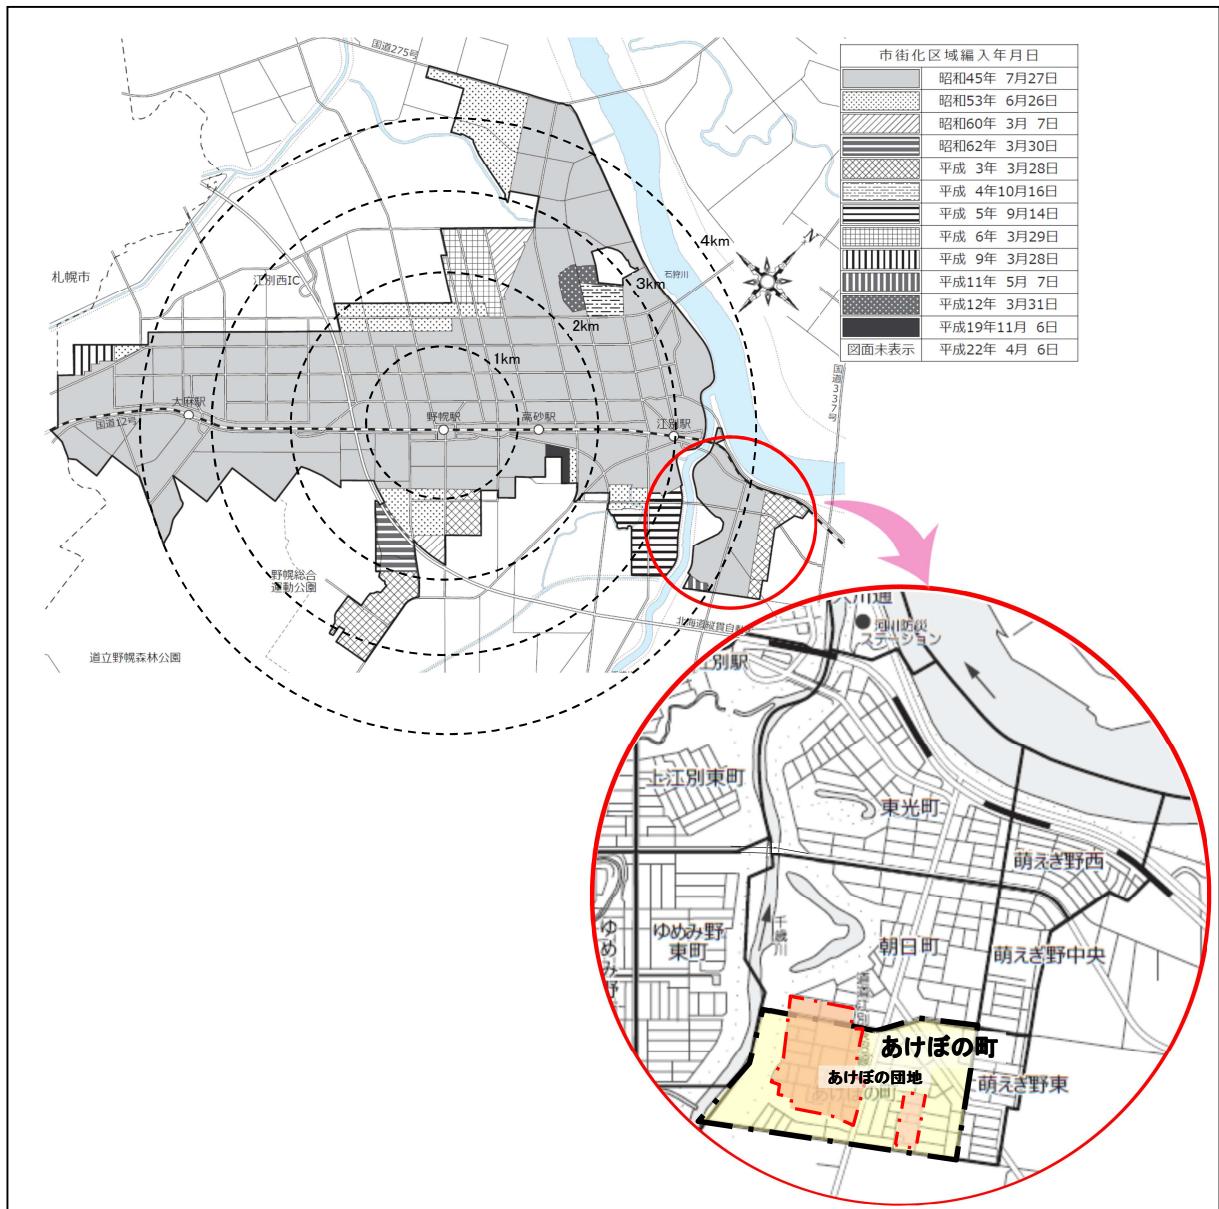 国道275号
市街化区域編入年月日
昭和45年 7月27日
昭和53年 6月26日
昭和60年 3月 7日
昭和62年 3月30日
平成 3年 3月28日
平成 4年10月16日
平成 5年 9月14日
平成 6年 3月29日
平成 9年 3月28日
平成11年 5月 7日
平成12年 3月31日
平成19年11月 6日
図面未表示 平成22年 4月 6日
N
4km
石狩川
3km
札幌市
江別西IC
2km
1km
国道337号
大麻駅
国道12号
野幌駅
高砂駅
江別駅
野幌総合
運動公園
北海道縦貫自動
道立野幌森林公園
大川通
河川防災
ステーション
別駅
上江別東町
東光町
萌えぎ野西
ゆめみ野
ゆめみ野
東町
千歳川
朝日町
萌えぎ野中央
あけぼの町
あけぼの団地
あけぼの町
萌えぎ野東